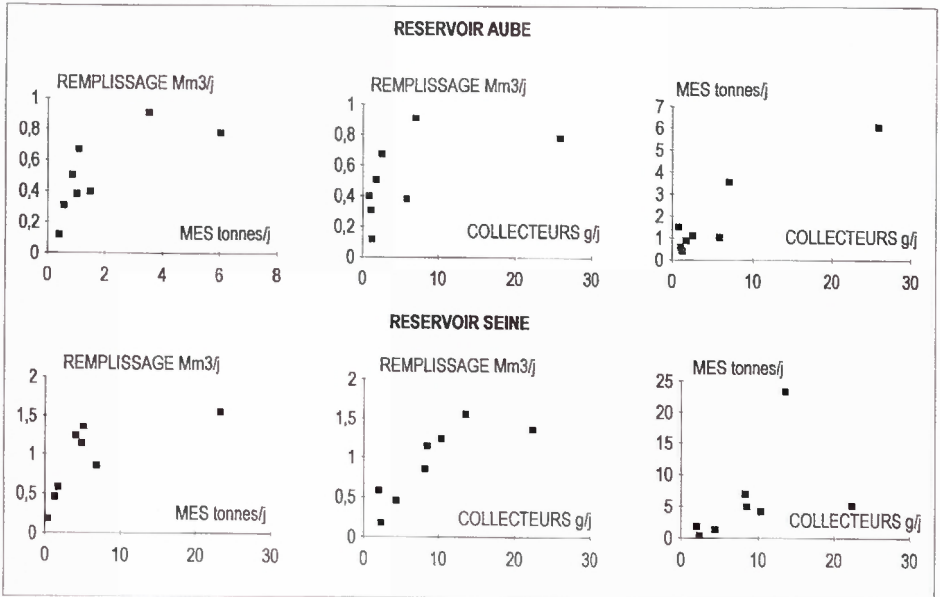 RESERVOIR AUBE
REMPLISSAGE Mm3/j
1
0,8
0,6
0,4
0,2
0
MES tonnes/j
0 2 4 6 8
REMPLISSAGE Mm3/j
1
0,8
0,6
0,4
0,2
0
COLLECTEURS g/j
0 10 20 30
MES tonnes/j
7
6
5
4
3
2
1
0
COLLECTEURS g/j
0 10 20 30
RESERVOIR SEINE
REMPLISSAGE Mm3/j
2
1,5
1
0,5
0
MES tonnes/j
0 10 20 30
REMPLISSAGE Mm3/j
2
1,5
1
0,5
0
COLLECTEURS g/j
0 10 20 30
MES tonnes/j
25
20
15
10
5
0
COLLECTEURS g/j
0 10 20 30